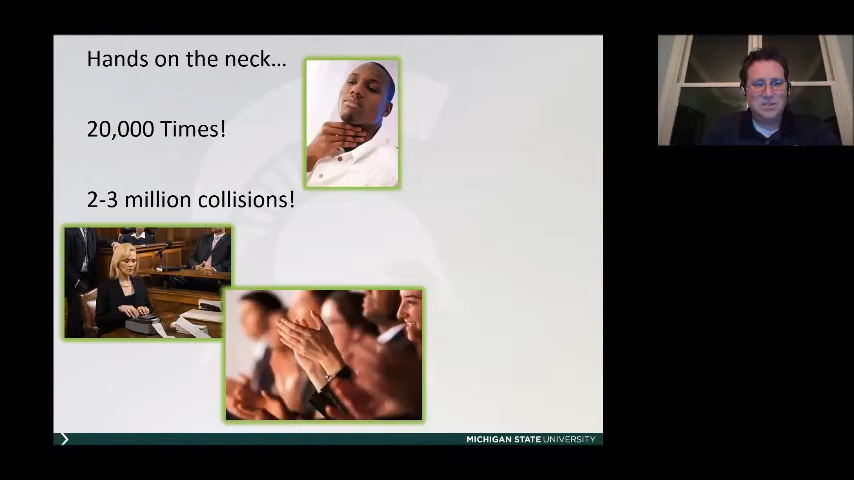 Hands on the neck…
20,000 Times!
2-3 million collisions!
MICHIGAN STATE UNIVERSITY